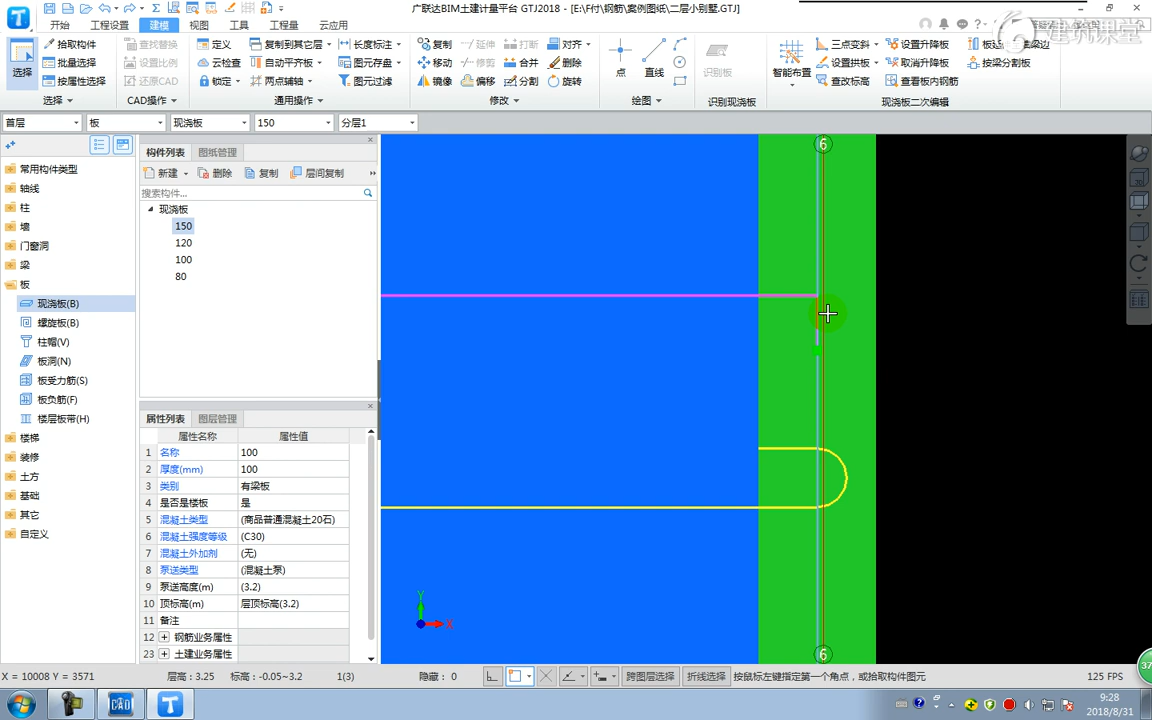 广联达BIM土建计量平台 GTJ2018 - [E:\F付\钢筋\案例图纸\二层小别墅.GTJ]
开始 工程设置 建模 视图 工具 工程量 云应用
选择 拾取构件 批量选择 按属性选择
选择
查找替换 设置比例 还原CAD
CAD操作
定义 云检查 锁定 复制到其它层 自动平齐板 两点辅轴 长度标注 图元存盘 图元过滤
通用操作
复制 延伸 打断 对齐
移动 修剪 合并 删除
镜像 偏移 分割 旋转
修改
点 直线
绘图
识别板
识别现浇板
智能布置 三点变斜 设置拱板 查改标高 设置升降板 取消升降板 查看板内钢筋 按梁分割板
现浇板二次编辑
建筑课堂
首层 板 现浇板 150 分层1
常用构件类型
轴线
柱
墙
门窗洞
梁
板
现浇板(B)
螺旋板(B)
柱帽(V)
板洞(N)
板受力筋(S)
板负筋(F)
楼层板带(H)
楼梯
装修
土方
基础
其它
自定义
构件列表 图纸管理
新建 删除 复制 层间复制 »
搜索构件...
现浇板
150
120
100
80
属性列表 图层管理
属性名称 属性值
1 名称 100
2 厚度(mm) 100
3 类别 有梁板
4 是否是楼板 是
5 混凝土类型 (商品普通混凝土20石)
6 混凝土强度等级 (C30)
7 混凝土外加剂 (无)
8 泵送类型 (混凝土泵)
9 泵送高度(m) (3.2)
10 顶标高(m) 层顶标高(3.2)
11 备注
12 + 钢筋业务属性
23 + 土建业务属性
6
Y
X
6
37
X = 10008 Y = 3571 层高：3.25 标高：-0.05~3.2 1(3) 隐藏：0 跨图层选择 折线选择 按鼠标左键指定第一个角点，或拾取构件图元 125 FPS
CAD
9:28
2018/8/31